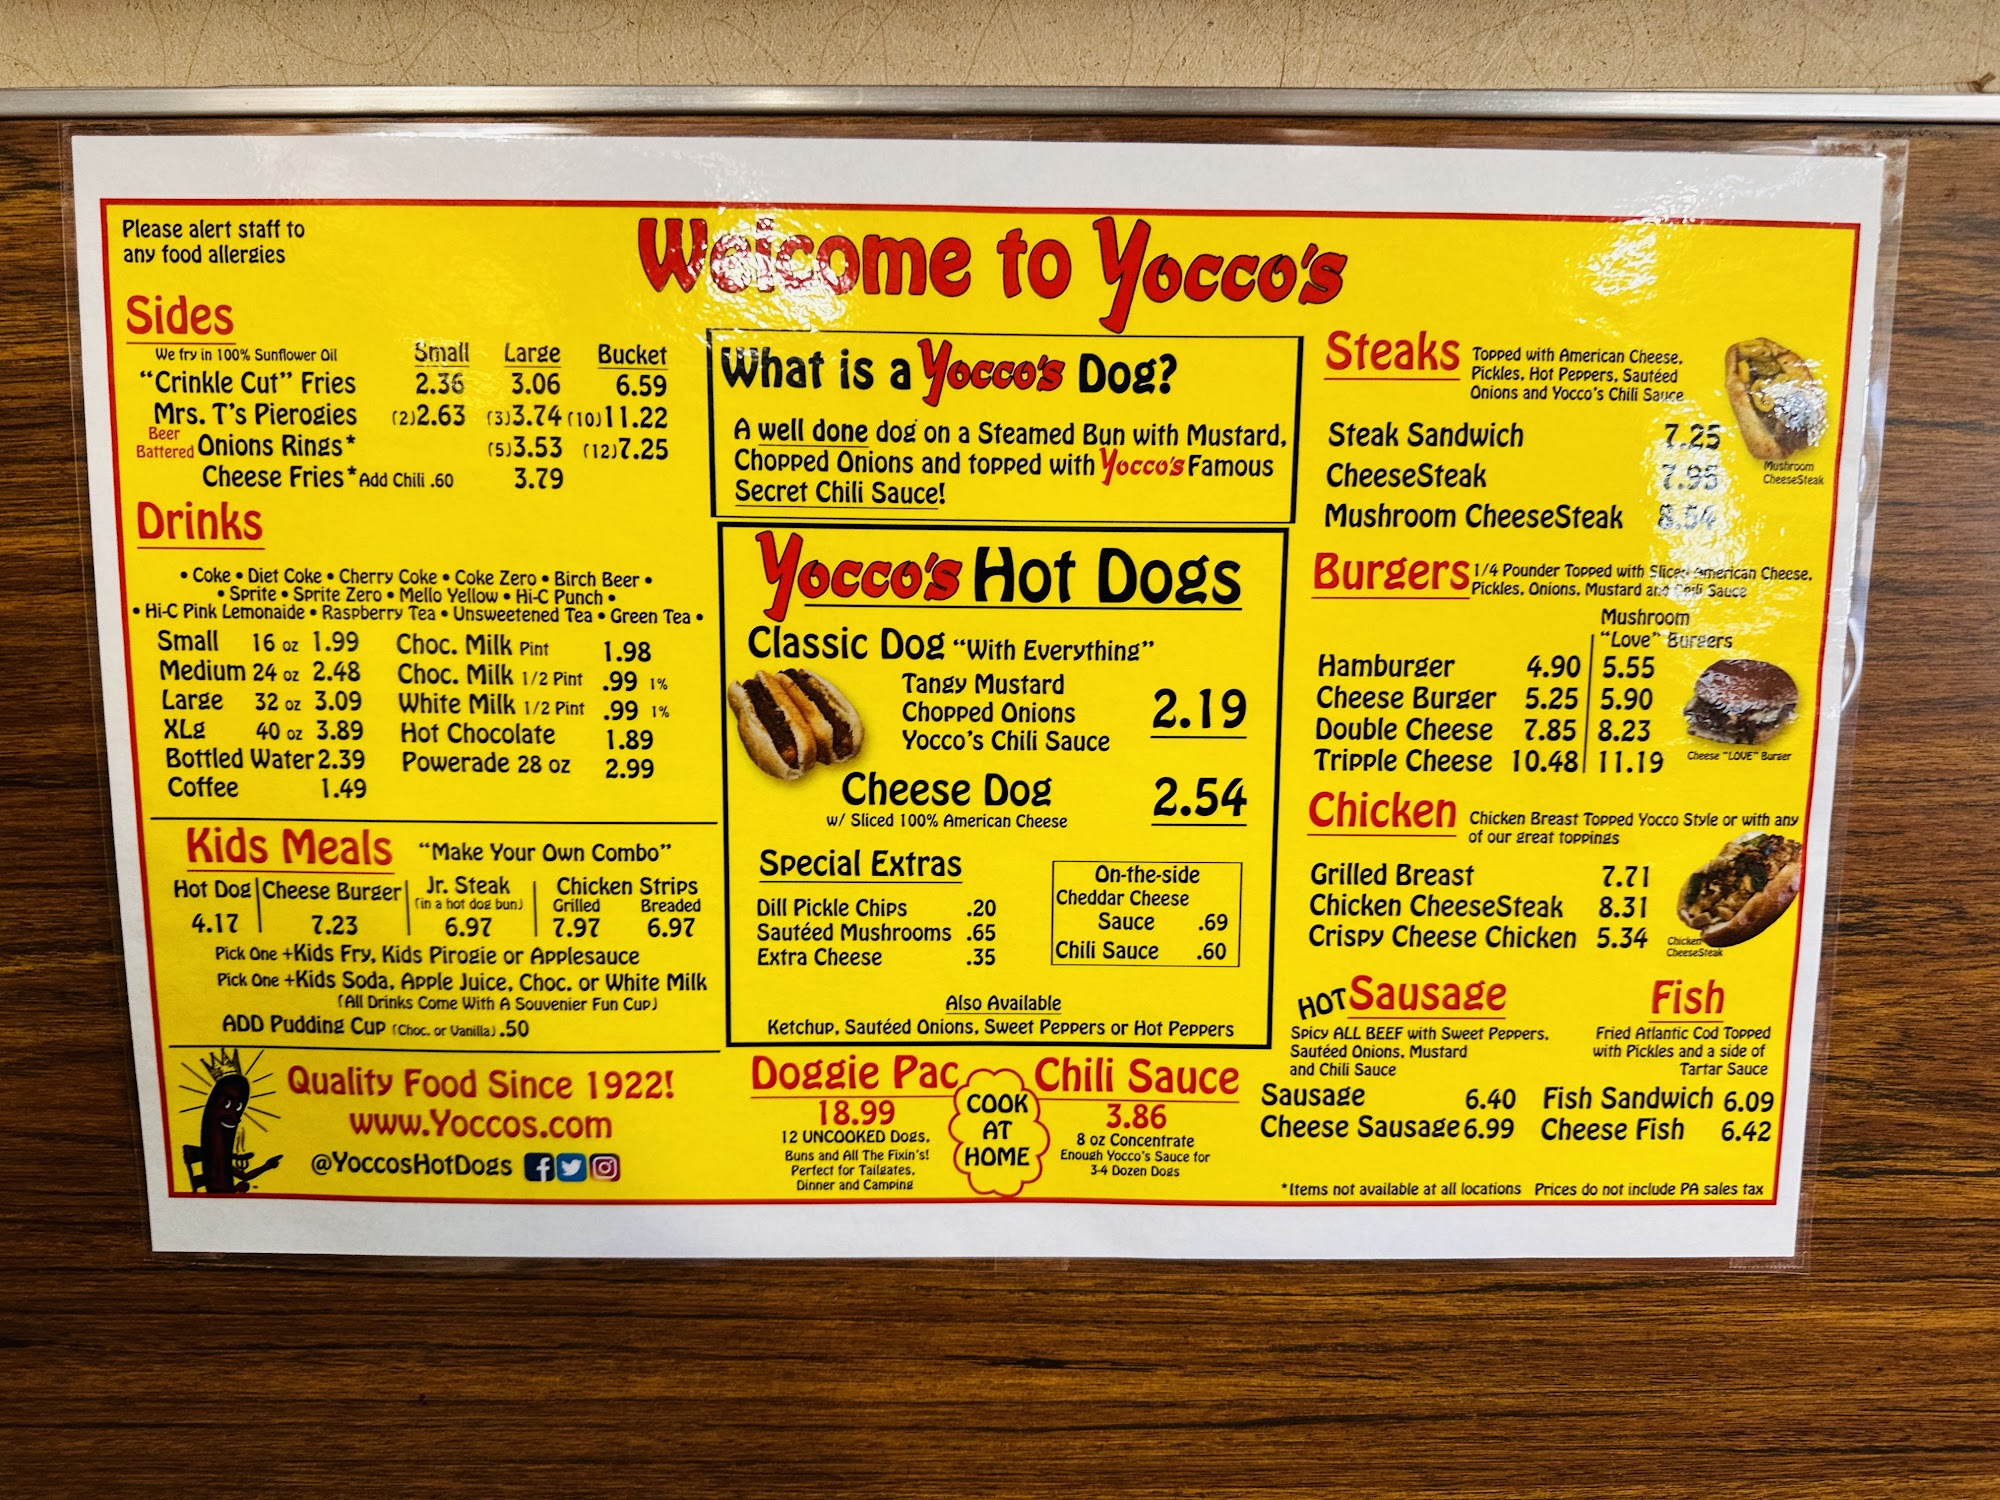 Please alert staff to
any food allergies
Welcome to Yocco's
Sides
We fry in 100% Sunflower Oil Small Large Bucket
"Crinkle Cut" Fries 2.36 3.06 6.59
Mrs. T's Pierogies (2)2.63 (3)3.74 (10)11.22
Beer
Battered Onions Rings* (5)3.53 (12)7.25
Cheese Fries* Add Chili .60 3.79
Drinks
• Coke • Diet Coke • Cherry Coke • Coke Zero • Birch Beer •
• Sprite • Sprite Zero • Mello Yellow • Hi-C Punch •
• Hi-C Pink Lemonaide • Raspberry Tea • Unsweetened Tea • Green Tea •
Small 16 oz 1.99 Choc. Milk Pint 1.98
Medium 24 oz 2.48 Choc. Milk 1/2 Pint .99 1%
Large 32 oz 3.09 White Milk 1/2 Pint .99 1%
XLg 40 oz 3.89 Hot Chocolate 1.89
Bottled Water 2.39 Powerade 28 oz 2.99
Coffee 1.49
Kids Meals "Make Your Own Combo"
Hot Dog Cheese Burger Jr. Steak Chicken Strips
(in a hot dog bun) Grilled Breaded
4.17 7.23 6.97 7.97 6.97
Pick One +Kids Fry, Kids Pirogie or Applesauce
Pick One +Kids Soda, Apple Juice, Choc. or White Milk
(All Drinks Come With A Souvenier Fun Cup)
ADD Pudding Cup (Choc. or Vanilla) .50
Quality Food Since 1922!
www.Yoccos.com
@YoccosHotDogs
What is a Yocco's Dog?
A well done dog on a Steamed Bun with Mustard,
Chopped Onions and topped with Yocco's Famous
Secret Chili Sauce!
Yocco's Hot Dogs
Classic Dog "With Everything"
Tangy Mustard
Chopped Onions 2.19
Yocco's Chili Sauce
Cheese Dog 2.54
w/ Sliced 100% American Cheese
Special Extras
Dill Pickle Chips .20
Sautéed Mushrooms .65
Extra Cheese .35
On-the-side
Cheddar Cheese
Sauce .69
Chili Sauce .60
Also Available
Ketchup, Sautéed Onions, Sweet Peppers or Hot Peppers
Doggie Pac
18.99
12 UNCOOKED Dogs,
Buns and All The Fixin's!
Perfect for Tailgates,
Dinner and Camping
COOK
AT
HOME
Chili Sauce
3.86
8 oz Concentrate
Enough Yocco's Sauce for
3-4 Dozen Dogs
Steaks
Topped with American Cheese,
Pickles, Hot Peppers, Sautéed
Onions and Yocco's Chili Sauce
Steak Sandwich 7.25
CheeseSteak 7.95
Mushroom CheeseSteak 8.54
Mushroom
CheeseSteak
Burgers
1/4 Pounder Topped with Sliced American Cheese,
Pickles, Onions, Mustard and Chili Sauce
Mushroom
"Love" Burgers
Hamburger 4.90 5.55
Cheese Burger 5.25 5.90
Double Cheese 7.85 8.23
Tripple Cheese 10.48 11.19
Cheese "LOVE" Burger
Chicken
Chicken Breast Topped Yocco Style or with any
of our great toppings
Grilled Breast 7.71
Chicken CheeseSteak 8.31
Crispy Cheese Chicken 5.34
Chicken
CheeseSteak
HOT Sausage
Spicy ALL BEEF with Sweet Peppers,
Sautéed Onions, Mustard
and Chili Sauce
Sausage 6.40
Cheese Sausage 6.99
Fish
Fried Atlantic Cod Topped
with Pickles and a side of
Tartar Sauce
Fish Sandwich 6.09
Cheese Fish 6.42
*Items not available at all locations Prices do not include PA sales tax